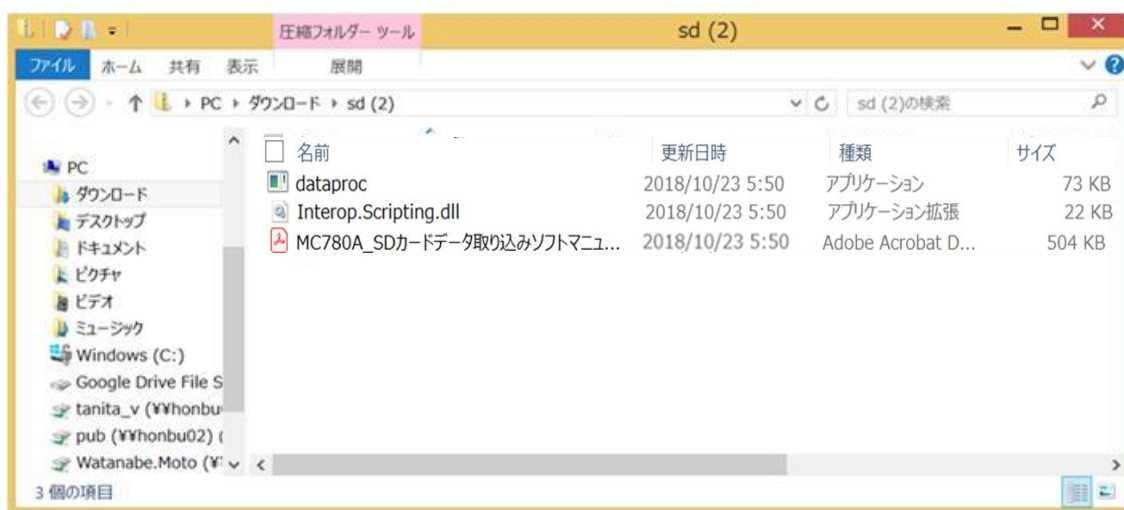 圧縮フォルダー ツール
sd (2)
ファイル ホーム 共有 表示 展開
PC ▸ ダウンロード ▸ sd (2)
sd (2)の検索
名前 更新日時 種類 サイズ
dataproc 2018/10/23 5:50 アプリケーション 73 KB
Interop.Scripting.dll 2018/10/23 5:50 アプリケーション拡張 22 KB
MC780A_SDカードデータ取り込みソフトマニュ... 2018/10/23 5:50 Adobe Acrobat D... 504 KB
PC
ダウンロード
デスクトップ
ドキュメント
ピクチャ
ビデオ
ミュージック
Windows (C:)
Google Drive File S
tanita_v (¥¥honbu
pub (¥¥honbu02) (
Watanabe.Moto (¥
3 個の項目